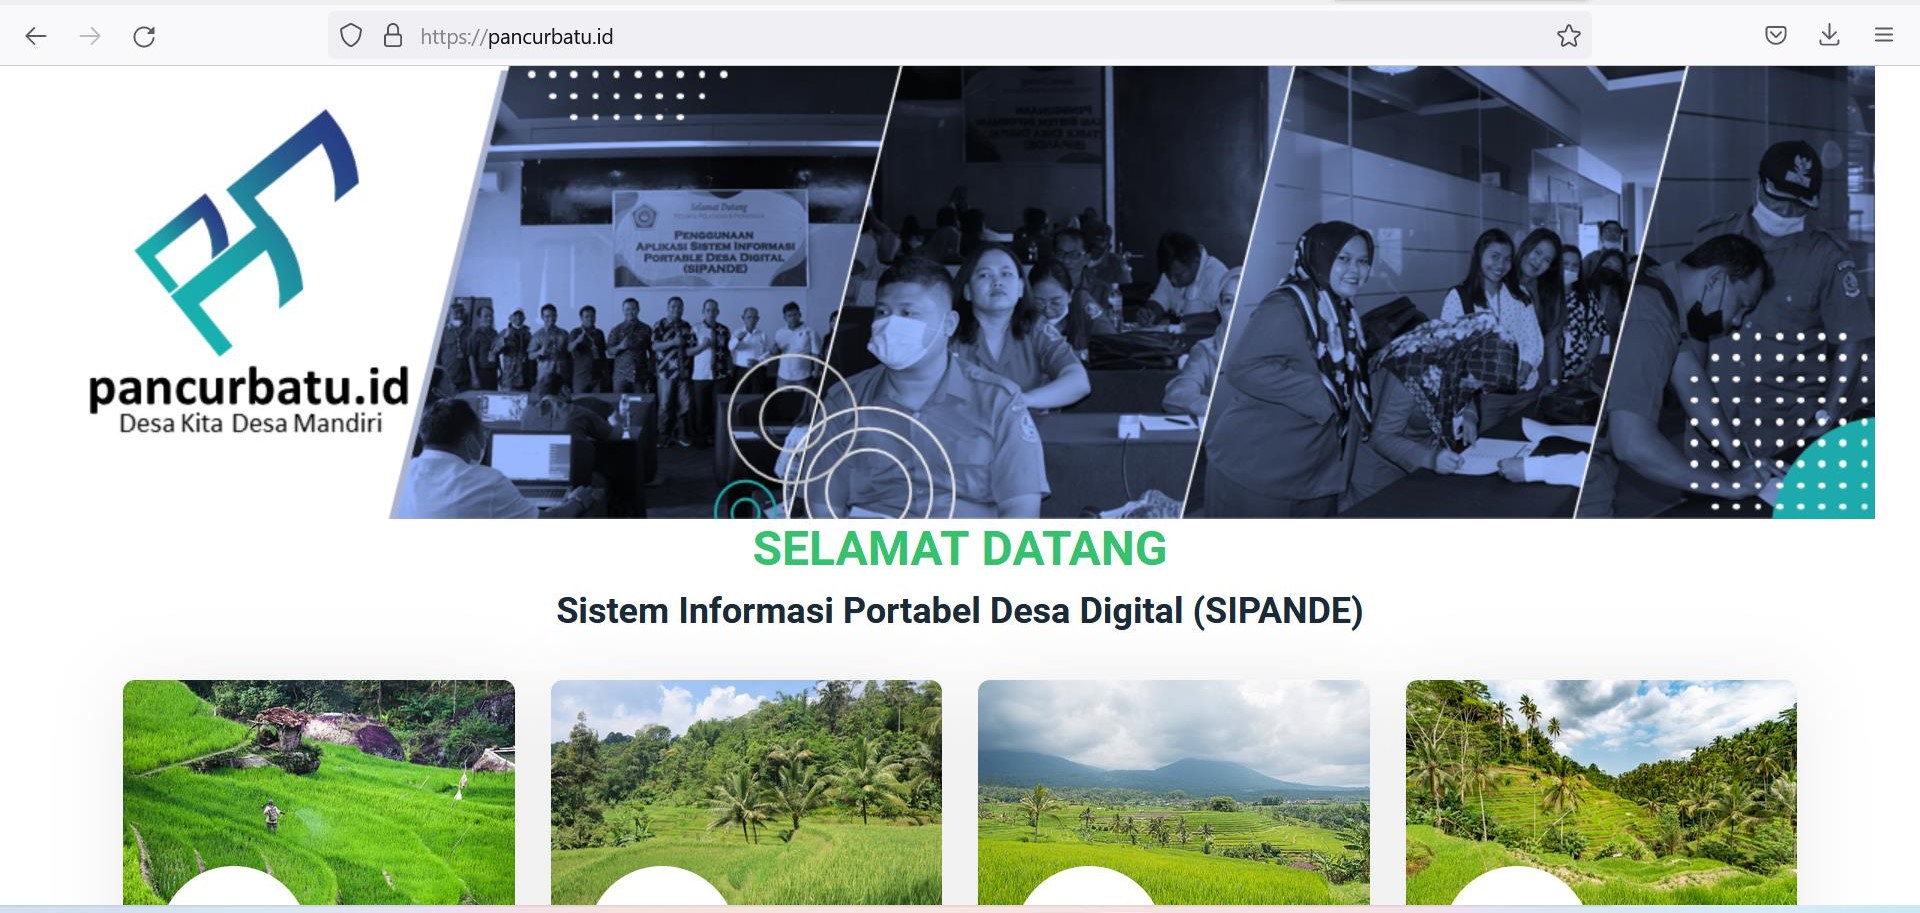 https://pancurbatu.id
Selamat Datang
PENGGUNAAN
APLIKASI SISTEM INFORMASI
PORTABLE DESA DIGITAL
(SIPANDE)
pancurbatu.id
Desa Kita Desa Mandiri
SELAMAT DATANG
Sistem Informasi Portabel Desa Digital (SIPANDE)